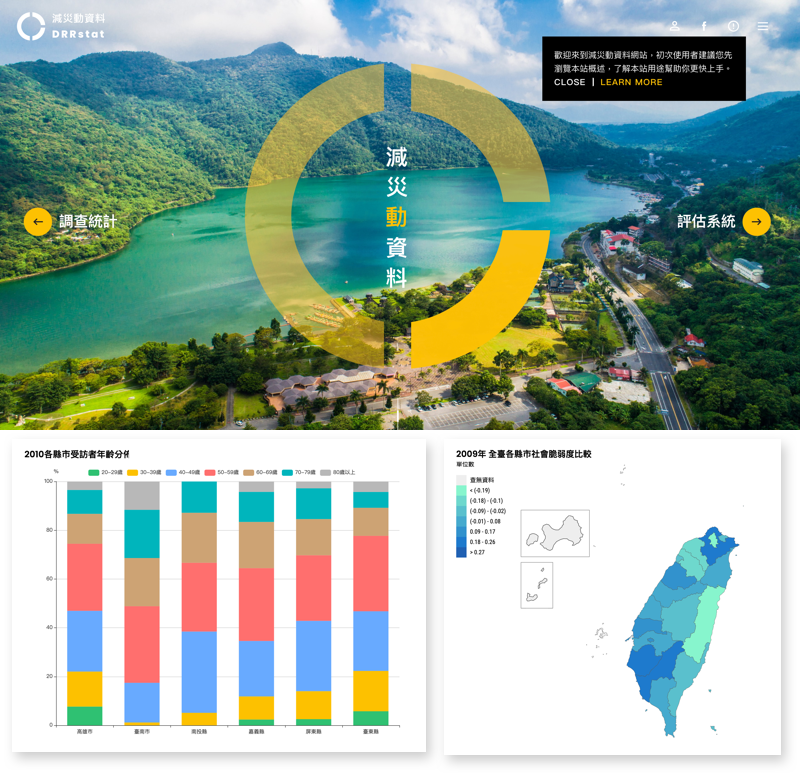 減災動資料
DRRstat
歡迎來到減災動資料網站，初次使用者建議您先
瀏覽本站概述，了解本站用途幫助你更快上手。
CLOSE | LEARN MORE
減災動資料
調查統計
評估系統
2010各縣市受訪者年齡分佈
% 20-29歲 30-39歲 40-49歲 50-59歲 60-69歲 70-79歲 80歲以上
100
80
60
40
20
0
高雄市 臺南市 南投縣 嘉義縣 屏東縣 臺東縣
2009年 全臺各縣市社會脆弱度比較
單位數
查無資料
< (-0.19)
(-0.18) - (-0.1)
(-0.09) - (-0.02)
(-0.01) - 0.08
0.09 - 0.17
0.18 - 0.26
> 0.27